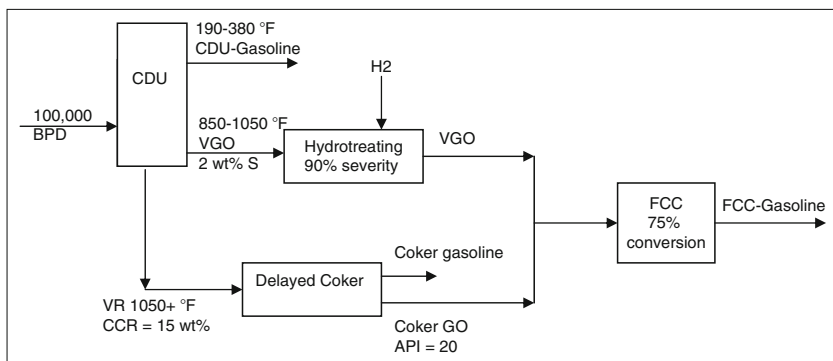 190-380 °F
CDU-Gasoline
CDU
H2
100,000
BPD
850-1050 °F
VGO
2 wt% S
Hydrotreating
90% severity
VGO
FCC
75%
conversion
FCC-Gasoline
Coker gasoline
Delayed Coker
VR 1050+ °F
CCR = 15 wt%
Coker GO
API = 20